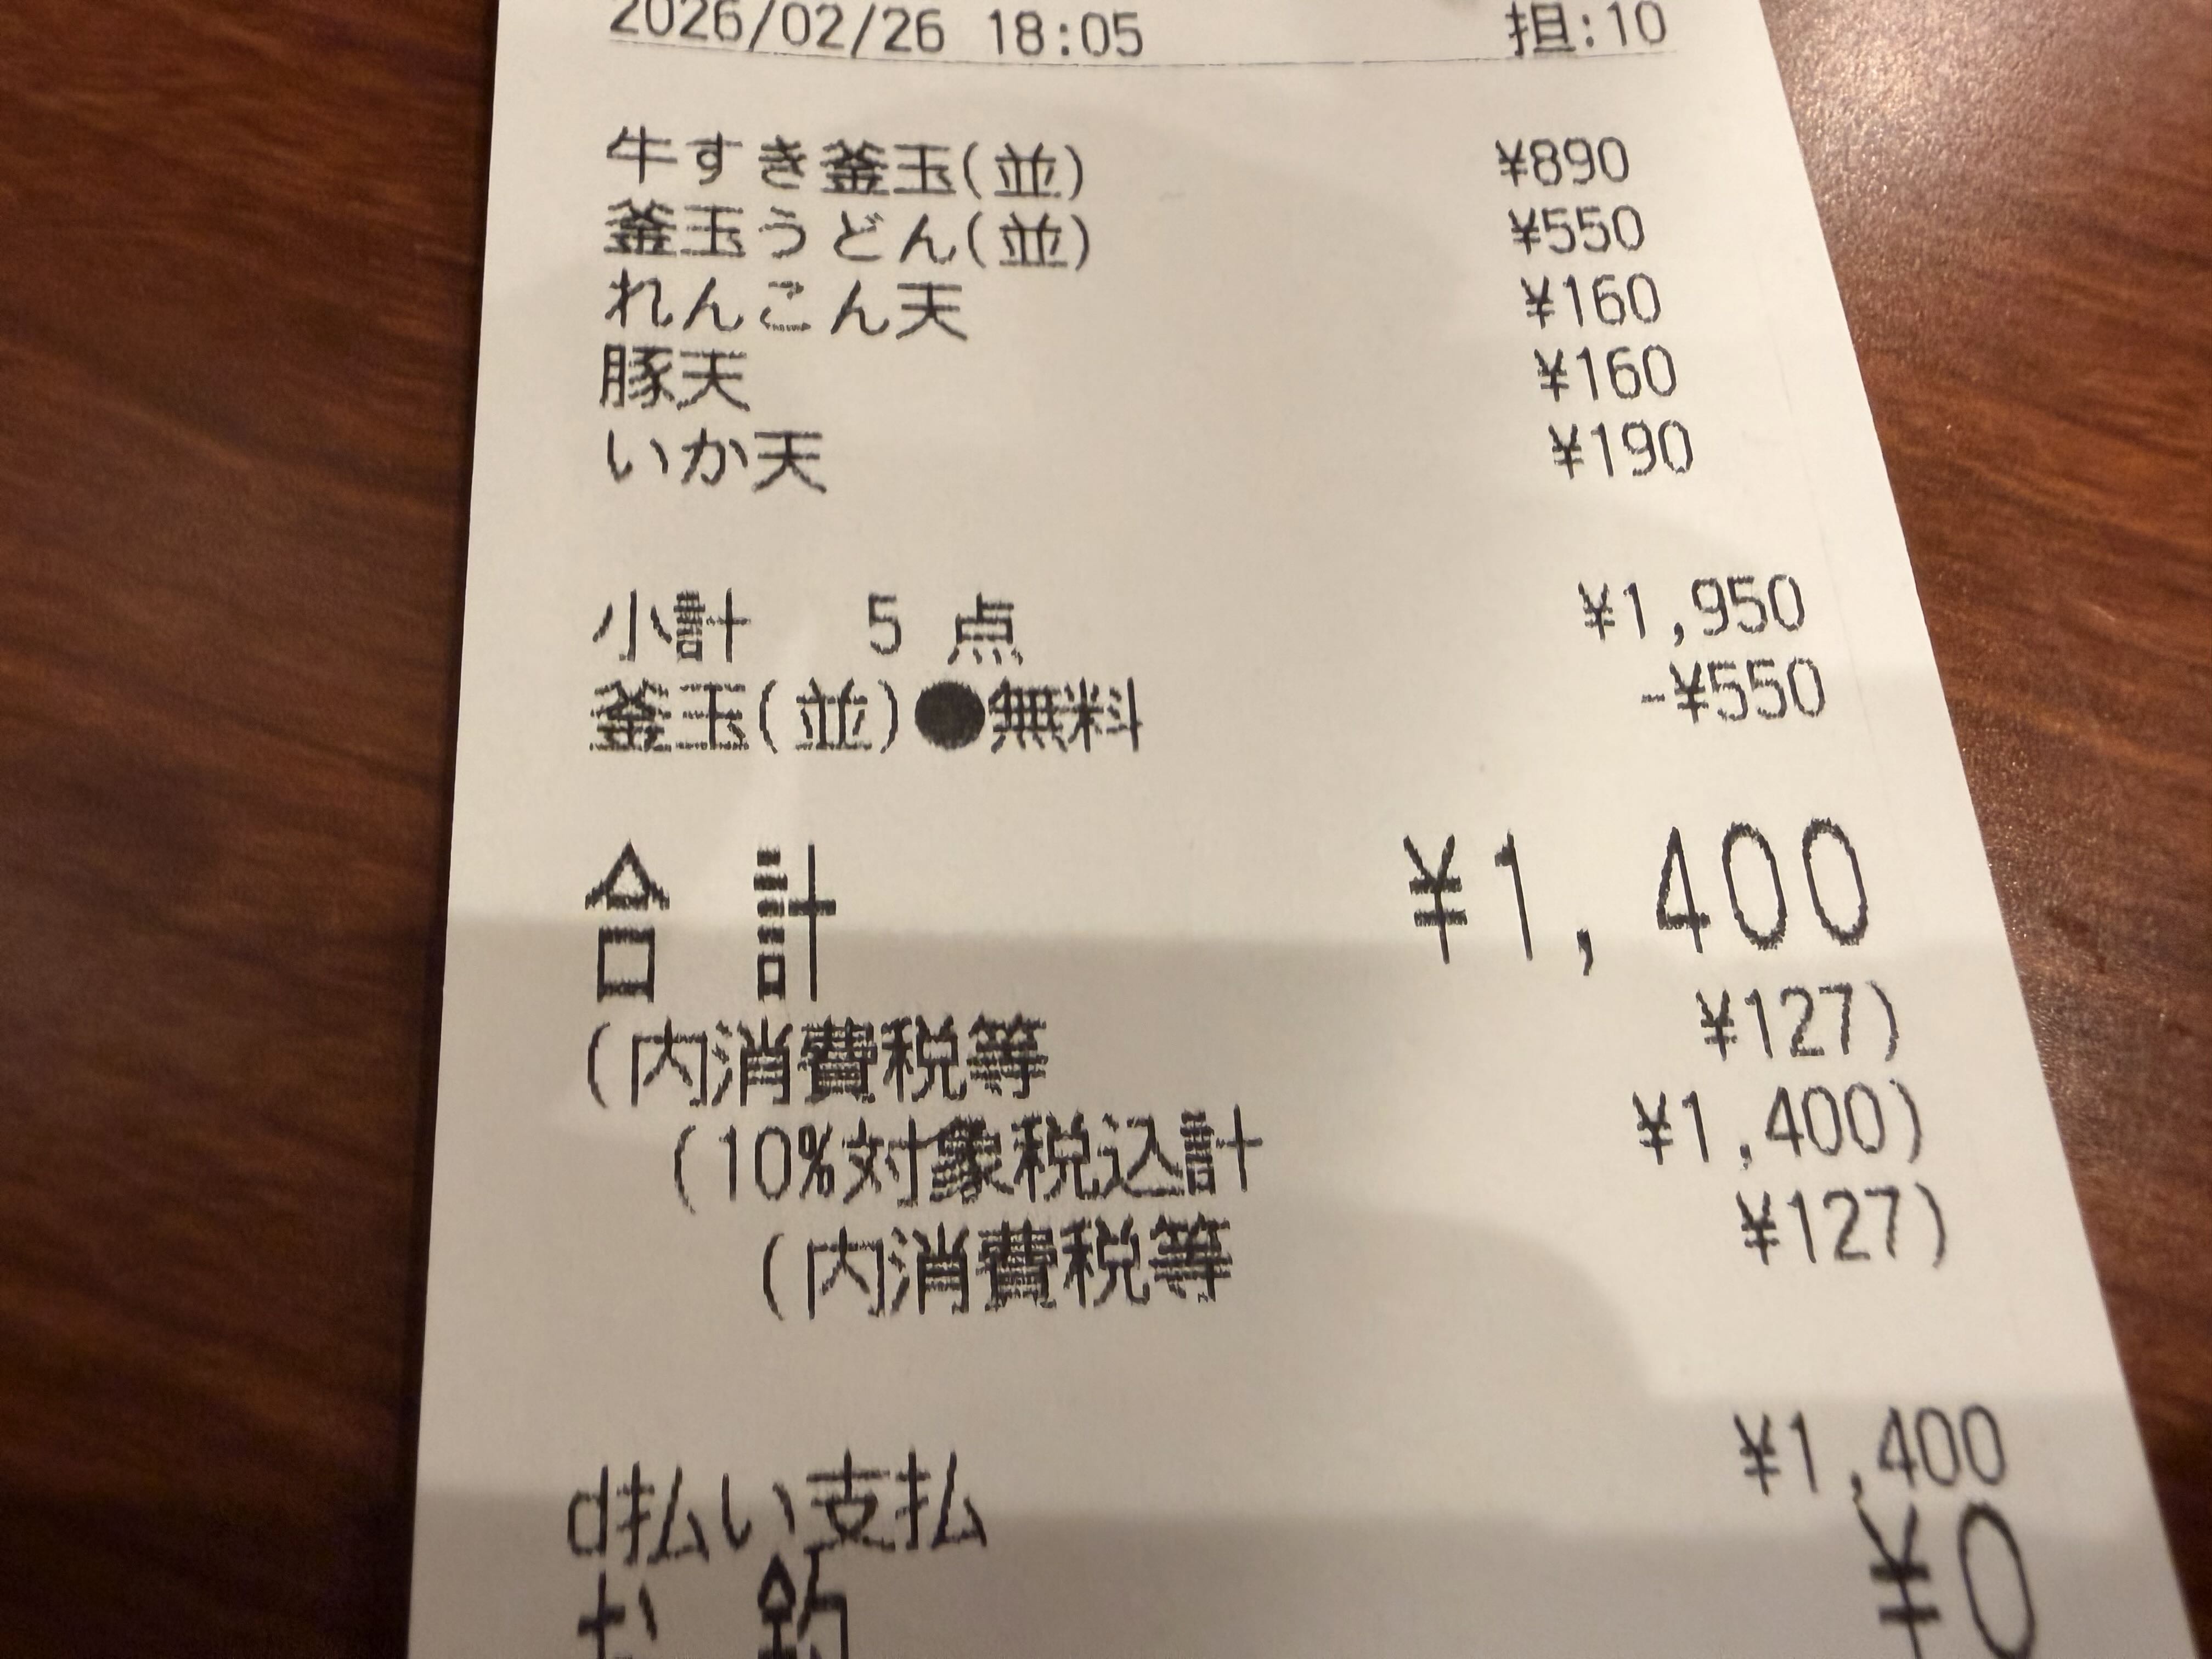 2026/02/26 18:05 担:10
牛すき釜玉(並) ¥890
釜玉うどん(並) ¥550
れんこん天 ¥160
豚天 ¥160
いか天 ¥190
小計 5 点 ¥1,950
釜玉(並)●無料 -¥550
合 計 ¥1,400
(内消費税等 ¥127)
(10%対象税込計 ¥1,400)
(内消費税等 ¥127)
d払い支払 ¥1,400
お 釣 ¥0